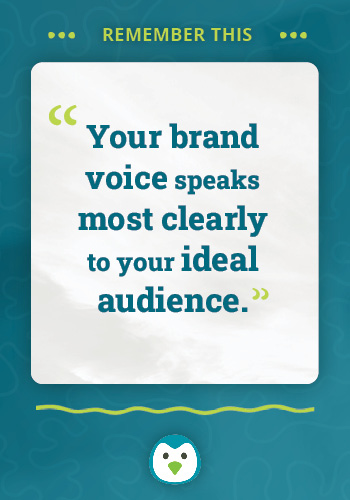 ••• REMEMBER THIS •••
“ Your brand
voice speaks
most clearly
to your ideal
audience.”